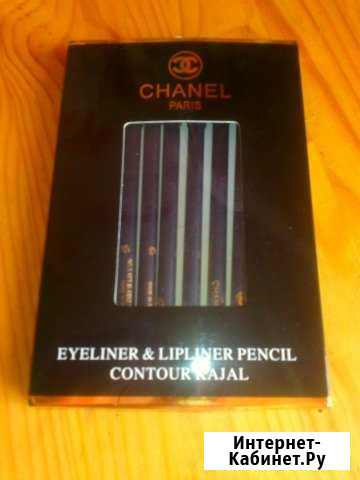 CHANEL
PARIS
EYELINER & LIPLINER PENCIL
CONTOUR KAJAL
Интернет-
Кабинет.Ру